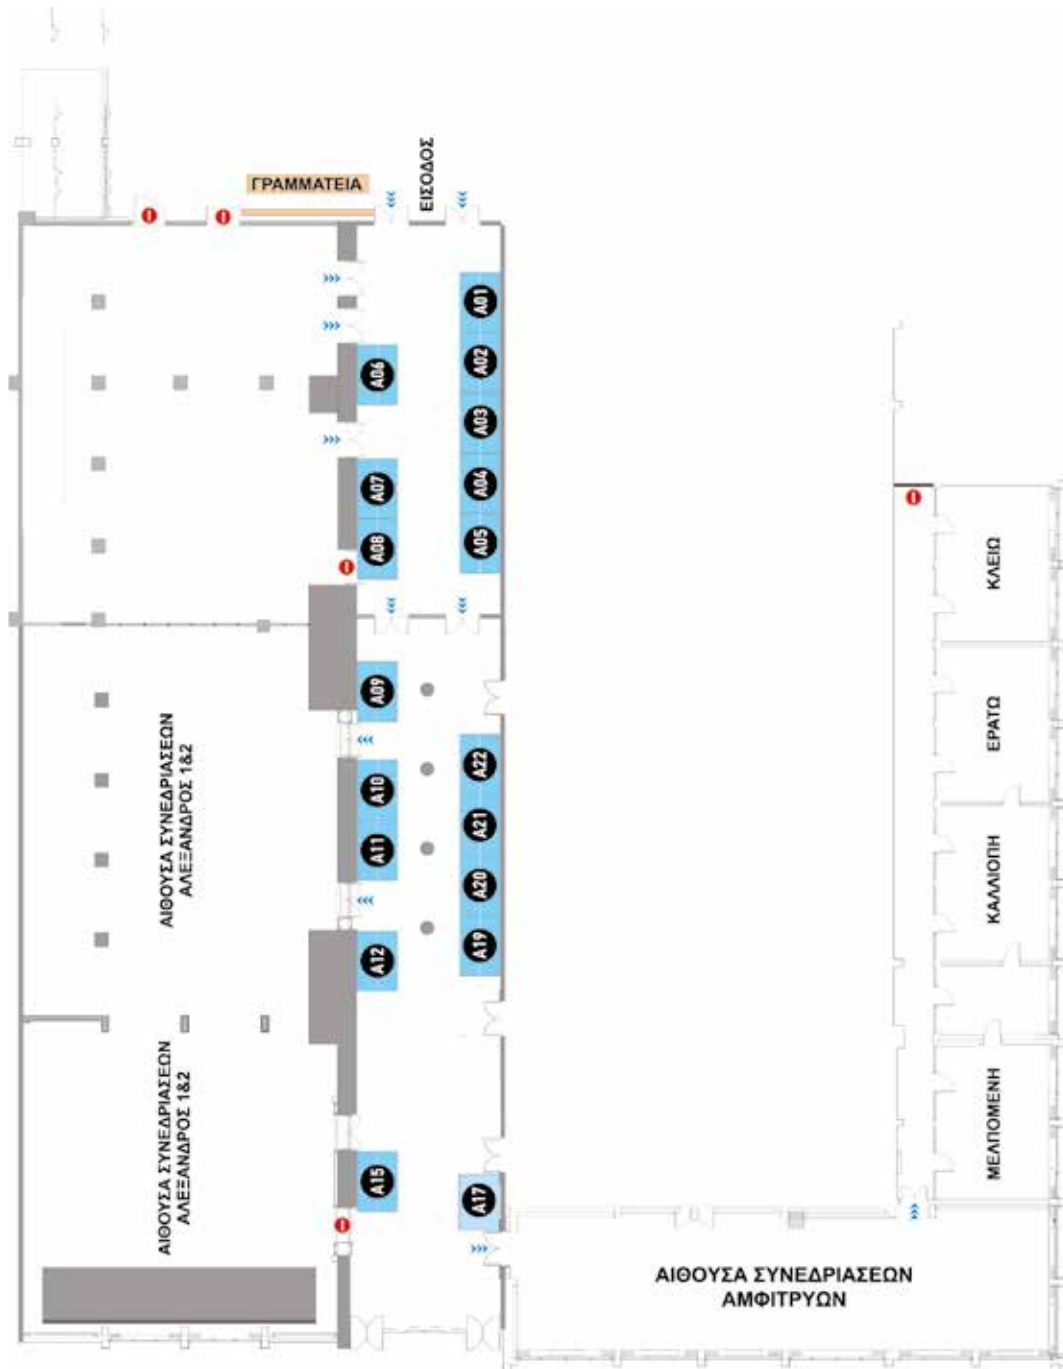 ΓΡΑΜΜΑΤΕΙΑ
ΕΙΣΟΔΟΣ
A01
A02
A06
A03
A07
A04
A08
A05
ΚΛΕΙΩ
A09
ΕΡΑΤΩ
A22
A10
A21
A11
ΑΙΘΟΥΣΑ ΣΥΝΕΔΡΙΑΣΕΩΝ
ΑΛΕΞΑΝΔΡΟΣ 1&2
A20
ΚΑΛΛΙΟΠΗ
A19
A12
ΑΙΘΟΥΣΑ ΣΥΝΕΔΡΙΑΣΕΩΝ
ΑΛΕΞΑΝΔΡΟΣ 1&2
ΜΕΛΠΟΜΕΝΗ
A15
A17
ΑΙΘΟΥΣΑ ΣΥΝΕΔΡΙΑΣΕΩΝ
ΑΜΦΙΤΡΥΩΝ